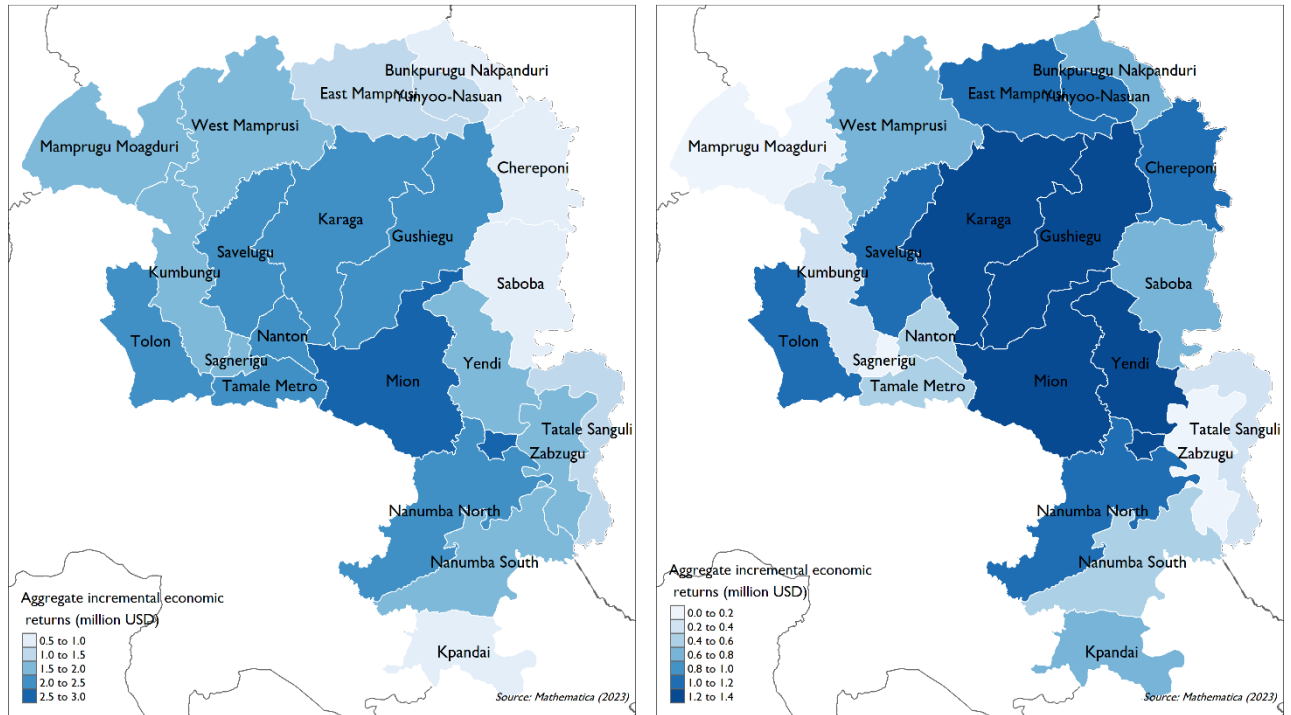 Bunkpurugu Nakpanduri
East Mamprusi
Yunyoo-Nasuan
West Mamprusi
Mamprugu Moagduri
Chereponi
Karaga
Gushiegu
Savelugu
Kumbungu
Saboba
Tolon
Nanton
Sagnerigu
Yendi
Tamale Metro
Mion
Tatale Sanguli
Zabzugu
Nanumba North
Nanumba South
Kpandai
Aggregate incremental economic
returns (million USD)
0.5 to 1.0
1.0 to 1.5
1.5 to 2.0
2.0 to 2.5
2.5 to 3.0
Source: Mathematica (2023)
Bunkpurugu Nakpanduri
East Mamprusi
Yunyoo-Nasuan
West Mamprusi
Mamprugu Moagduri
Chereponi
Karaga
Gushiegu
Savelugu
Kumbungu
Saboba
Tolon
Nanton
Sagnerigu
Yendi
Tamale Metro
Mion
Tatale Sanguli
Zabzugu
Nanumba North
Nanumba South
Kpandai
Aggregate incremental economic
returns (million USD)
0.0 to 0.2
0.2 to 0.4
0.4 to 0.6
0.6 to 0.8
0.8 to 1.0
1.0 to 1.2
1.2 to 1.4
Source: Mathematica (2023)